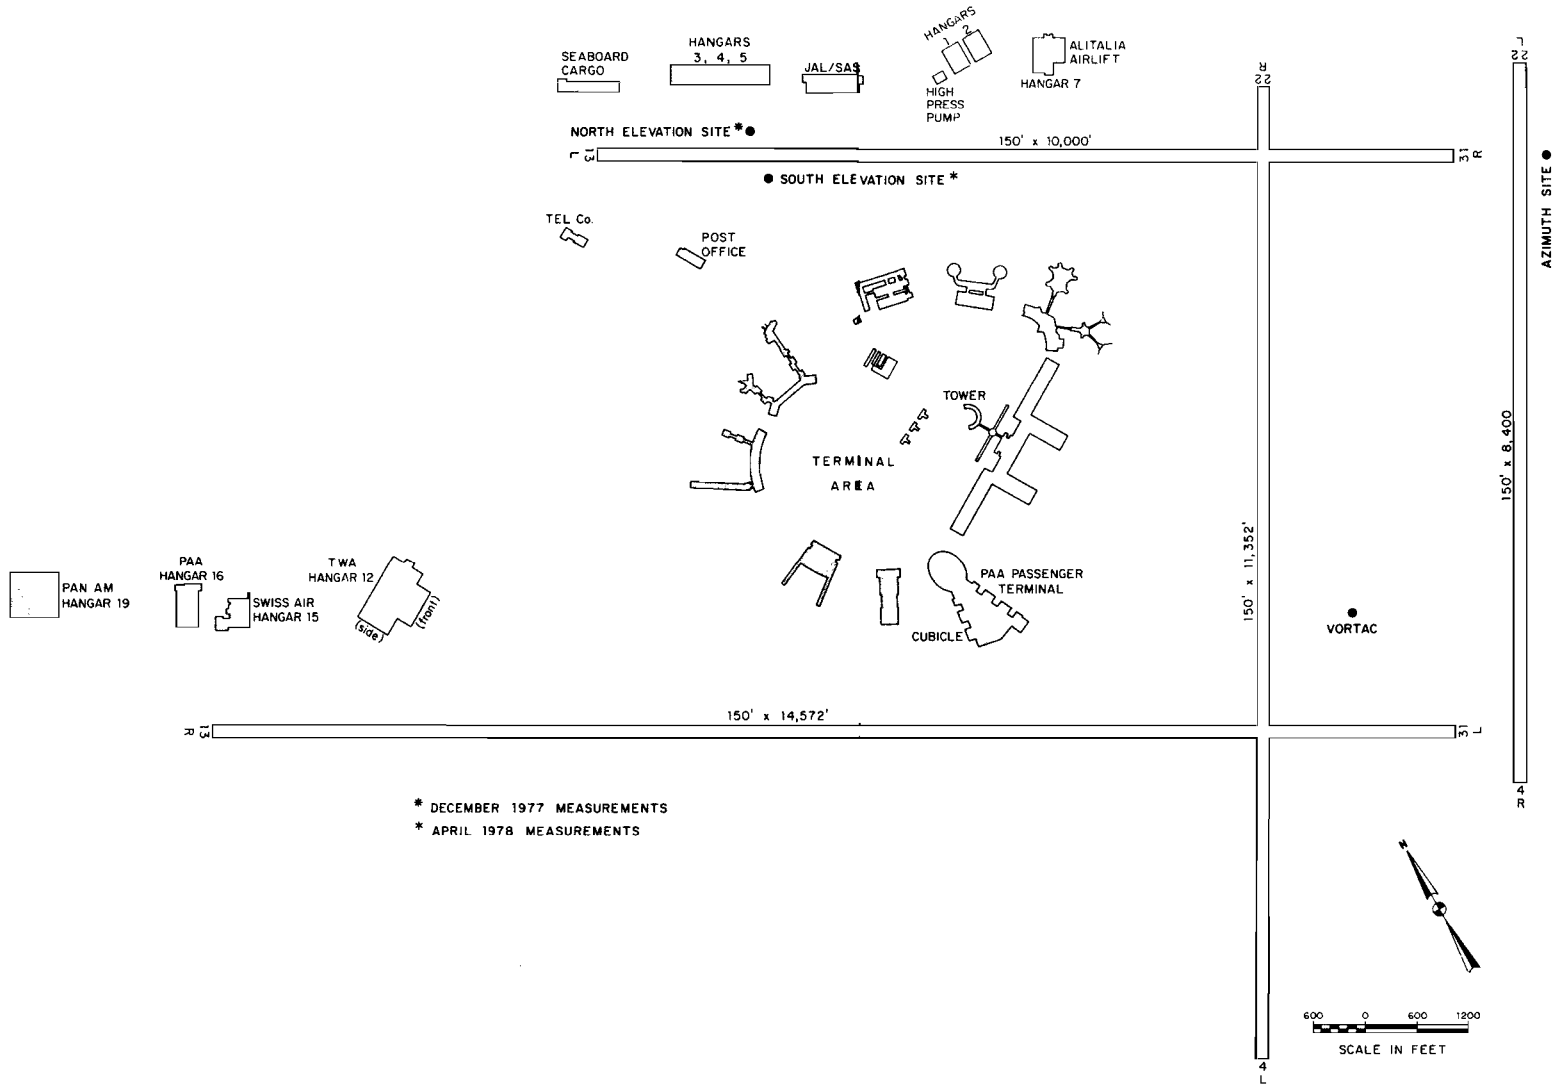 SEABOARD
CARGO
HANGARS
3, 4, 5
JAL/SAS
HANGARS
1 2
HIGH
PRESS
PUMP
ALITALIA
AIRLIFT
HANGAR 7
22
R
22
L
NORTH ELEVATION SITE *
150' x 10,000'
13
L
31
R
SOUTH ELEVATION SITE *
AZIMUTH SITE
TEL Co.
POST
OFFICE
TOWER
TERMINAL
AREA
150' x 8,400
150' x 11,352'
PAN AM
HANGAR 19
PAA
HANGAR 16
SWISS AIR
HANGAR 15
TWA
HANGAR 12
(side)
(front)
PAA PASSENGER
TERMINAL
CUBICLE
VORTAC
150' x 14,572'
13
R
31
L
4
R
* DECEMBER 1977 MEASUREMENTS
* APRIL 1978 MEASUREMENTS
N
600 0 600 1200
SCALE IN FEET
4
L